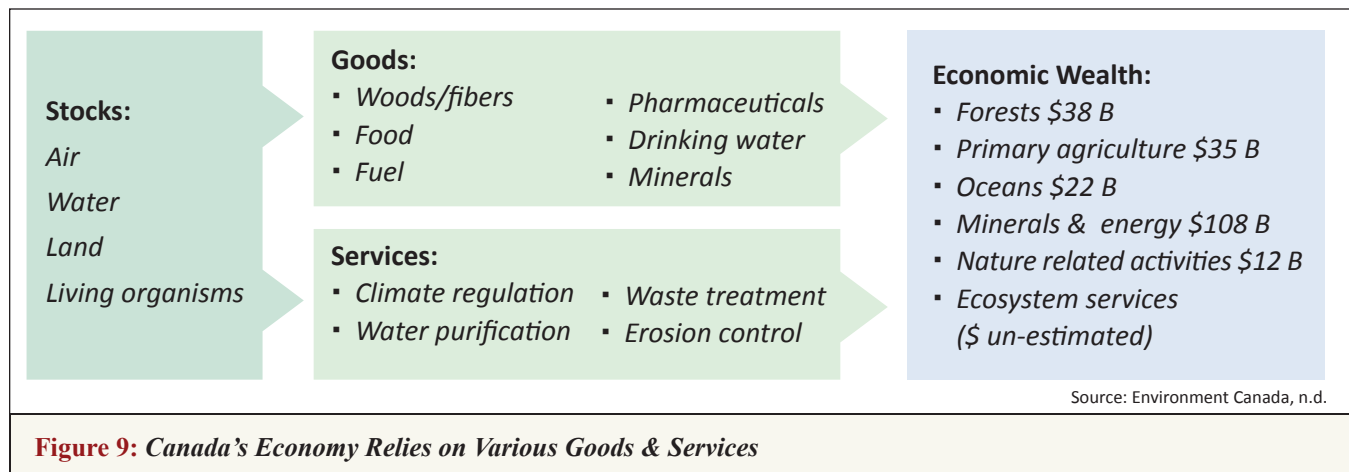 Stocks:
Air
Water
Land
Living organisms
Goods:
▪ Woods/fibers
▪ Food
▪ Fuel
▪ Pharmaceuticals
▪ Drinking water
▪ Minerals
Services:
▪ Climate regulation
▪ Water purification
▪ Waste treatment
▪ Erosion control
Economic Wealth:
▪ Forests $38 B
▪ Primary agriculture $35 B
▪ Oceans $22 B
▪ Minerals & energy $108 B
▪ Nature related activities $12 B
▪ Ecosystem services
($ un-estimated)
Source: Environment Canada, n.d.
Figure 9: Canada's Economy Relies on Various Goods & Services